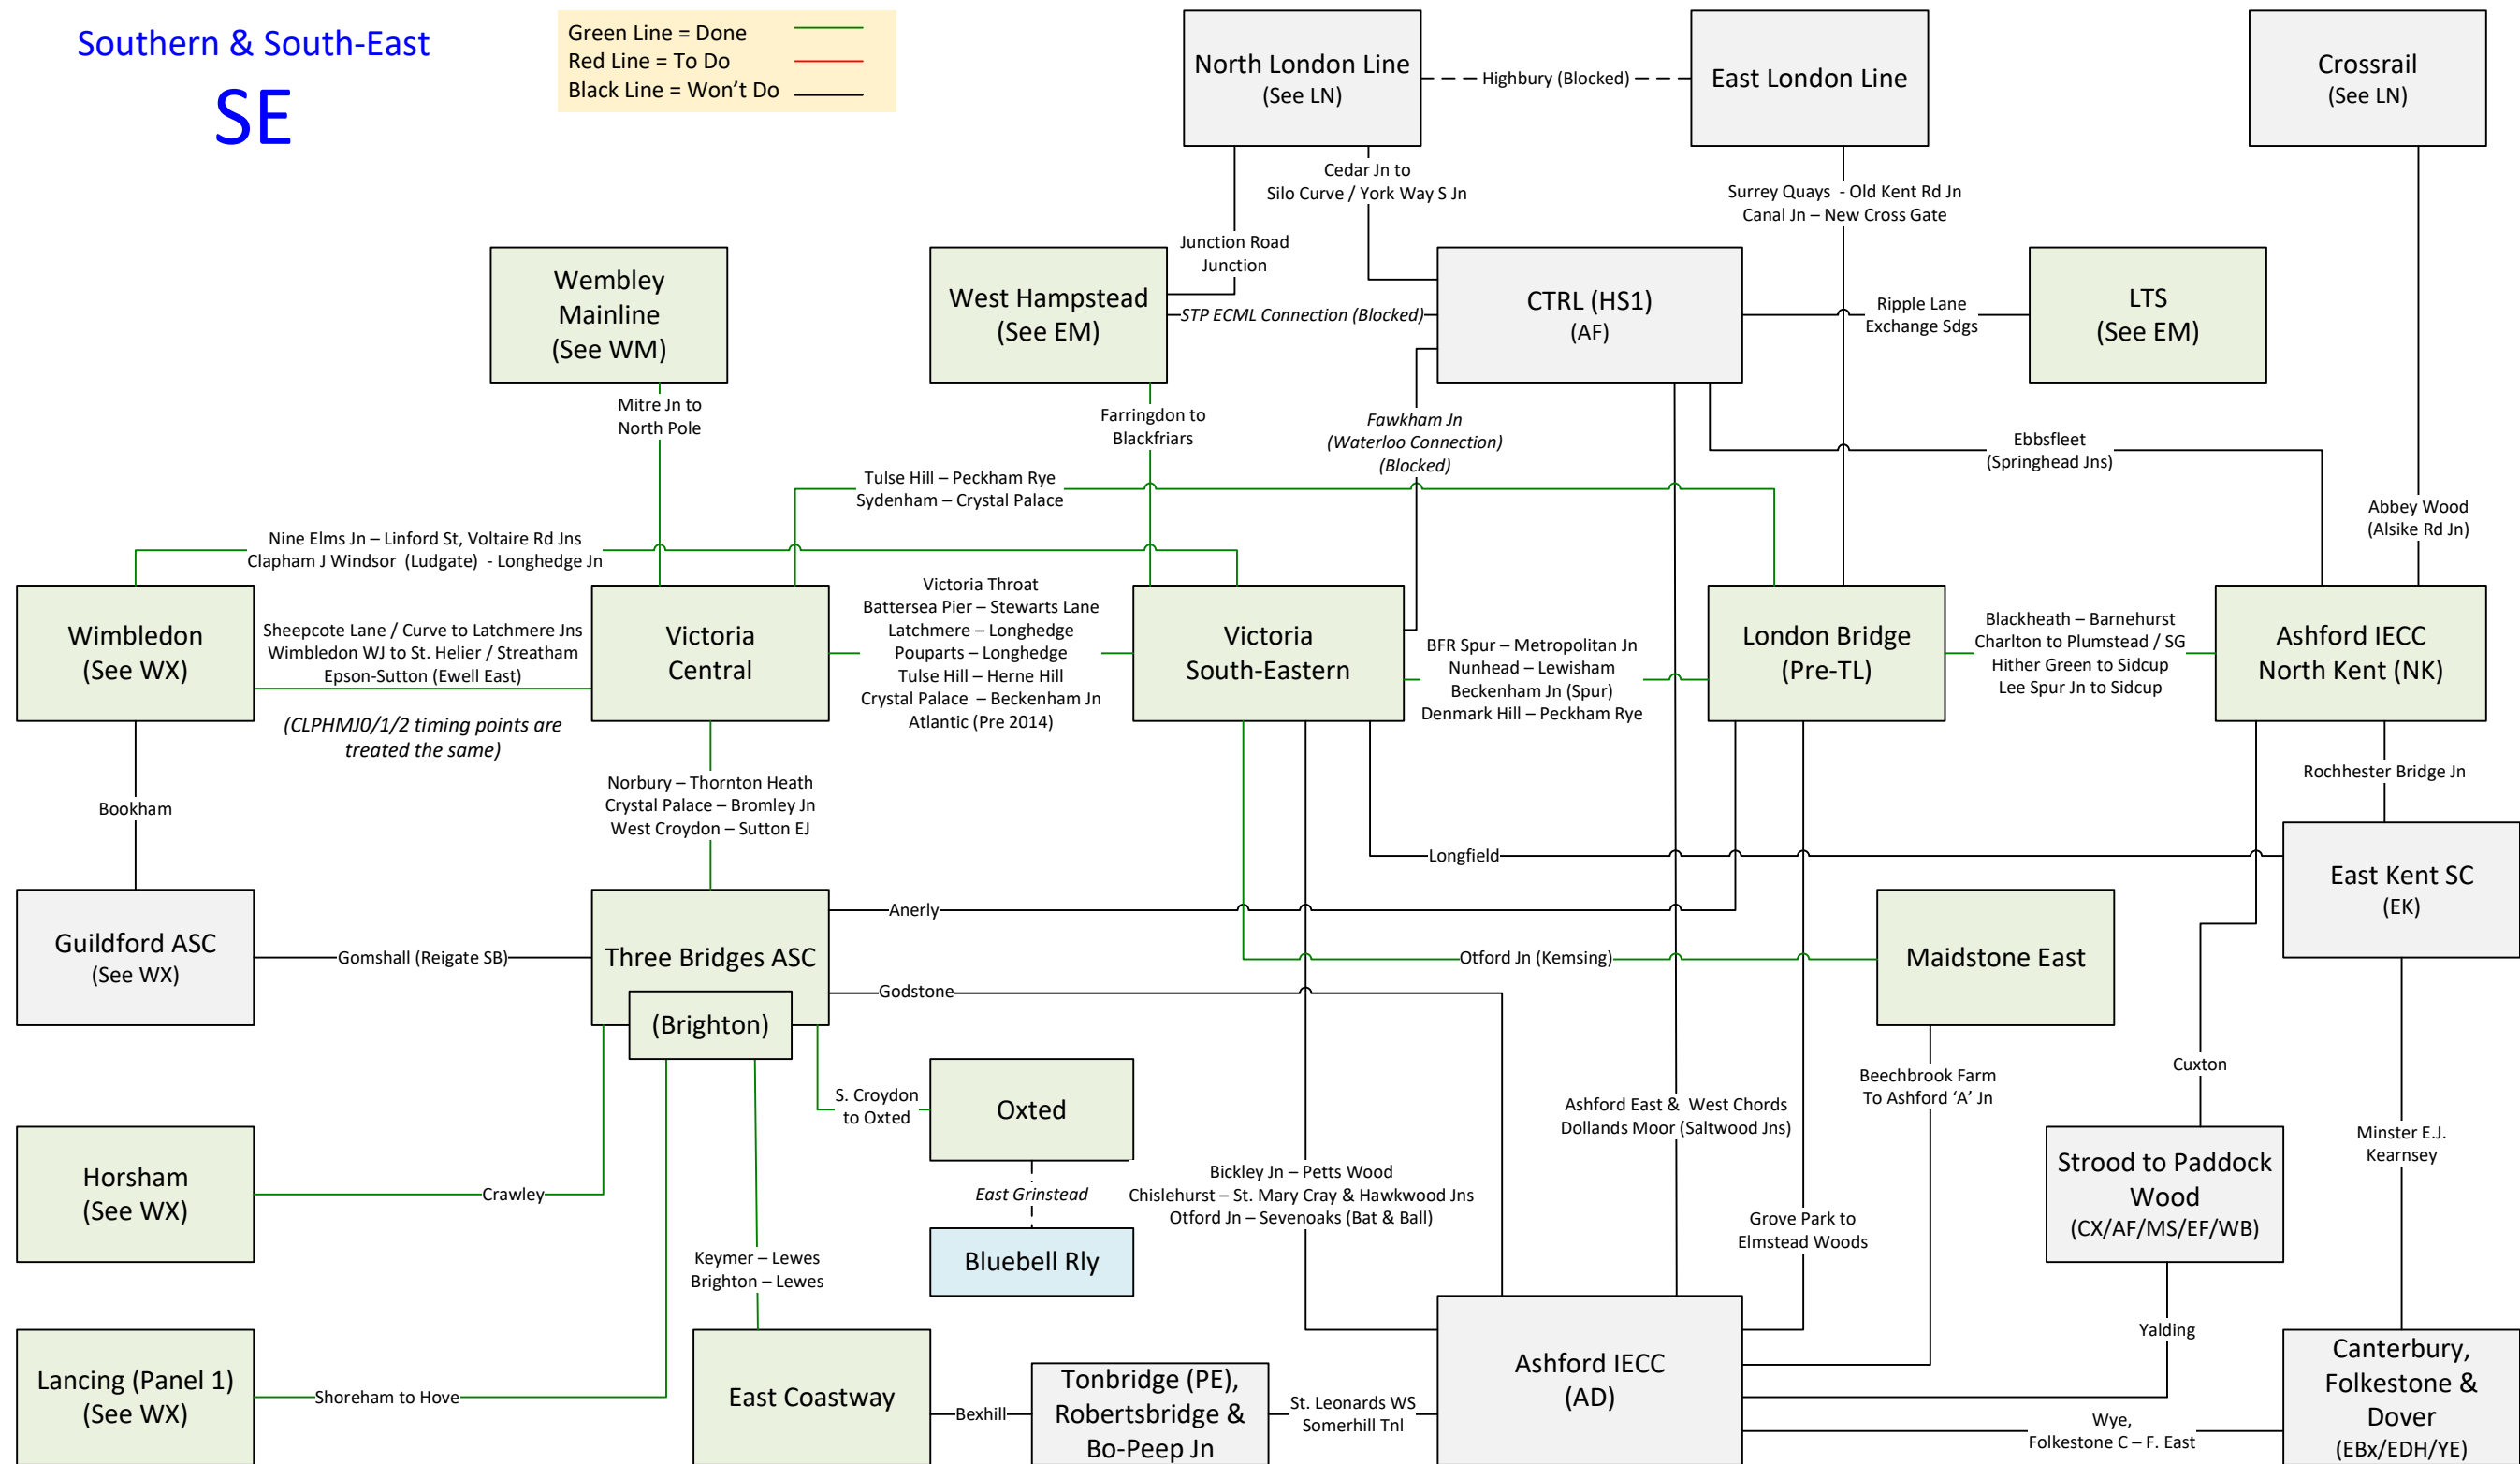 Southern & South-East
SE
Green Line = Done
Red Line = To Do
Black Line = Won't Do
North London Line
(See LN)
Highbury (Blocked)
East London Line
Crossrail
(See LN)
Cedar Jn to
Silo Curve / York Way S Jn
Surrey Quays  - Old Kent Rd Jn
Canal Jn – New Cross Gate
Junction Road
Junction
Wembley
Mainline
(See WM)
West Hampstead
(See EM)
STP ECML Connection (Blocked)
CTRL (HS1)
(AF)
Ripple Lane
Exchange Sdgs
LTS
(See EM)
Mitre Jn to
North Pole
Farringdon to
Blackfriars
Fawkham Jn
(Waterloo Connection)
(Blocked)
Ebbsfleet
(Springhead Jns)
Tulse Hill – Peckham Rye
Sydenham – Crystal Palace
Abbey Wood
(Alsike Rd Jn)
Nine Elms Jn – Linford St, Voltaire Rd Jns
Clapham J Windsor  (Ludgate)  - Longhedge Jn
Wimbledon
(See WX)
Sheepcote Lane / Curve to Latchmere Jns
Wimbledon WJ to St. Helier / Streatham
Epson-Sutton (Ewell East)
(CLPHMJ0/1/2 timing points are
treated the same)
Victoria
Central
Victoria Throat
Battersea Pier – Stewarts Lane
Latchmere – Longhedge
Pouparts – Longhedge
Tulse Hill – Herne Hill
Crystal Palace  – Beckenham Jn
Atlantic (Pre 2014)
Victoria
South-Eastern
BFR Spur – Metropolitan Jn
Nunhead – Lewisham
Beckenham Jn (Spur)
Denmark Hill – Peckham Rye
London Bridge
(Pre-TL)
Blackheath – Barnehurst
Charlton to Plumstead / SG
Hither Green to Sidcup
Lee Spur Jn to Sidcup
Ashford IECC
North Kent (NK)
Bookham
Norbury – Thornton Heath
Crystal Palace – Bromley Jn
West Croydon – Sutton EJ
Rochhester Bridge Jn
Longfield
East Kent SC
(EK)
Guildford ASC
(See WX)
Gomshall (Reigate SB)
Three Bridges ASC
(Brighton)
Anerly
Otford Jn (Kemsing)
Maidstone East
Godstone
S. Croydon
to Oxted
Oxted
East Grinstead
Bluebell Rly
Ashford East &  West Chords
Dollands Moor (Saltwood Jns)
Beechbrook Farm
To Ashford ‘A’ Jn
Cuxton
Horsham
(See WX)
Crawley
Bickley Jn – Petts Wood
Chislehurst – St. Mary Cray & Hawkwood Jns
Otford Jn – Sevenoaks (Bat & Ball)
Grove Park to
Elmstead Woods
Strood to Paddock
Wood
(CX/AF/MS/EF/WB)
Minster E.J.
Kearnsey
Keymer – Lewes
Brighton – Lewes
Yalding
Lancing (Panel 1)
(See WX)
Shoreham to Hove
East Coastway
Bexhill
Tonbridge (PE),
Robertsbridge &
Bo-Peep Jn
St. Leonards WS
Somerhill Tnl
Ashford IECC
(AD)
Wye,
Folkestone C – F. East
Canterbury,
Folkestone &
Dover
(EBx/EDH/YE)